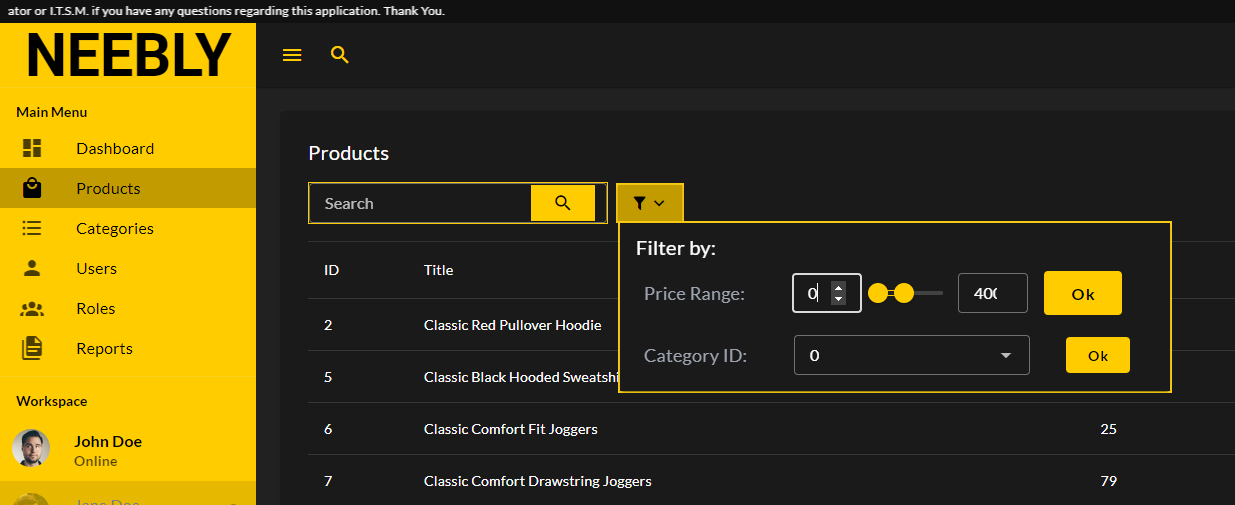 ator or I.T.S.M. if you have any questions regarding this application. Thank You.
NEEBLY
Main Menu
Dashboard
Products
Categories
Users
Roles
Reports
Workspace
John Doe
Online
Jane Doe
Products
Search
Filter by:
Price Range:
0
400
Ok
Category ID:
0
Ok
ID
Title
2
Classic Red Pullover Hoodie
5
Classic Black Hooded
6
Classic Comfort Fit Joggers
25
7
Classic Comfort Drawstring Joggers
79